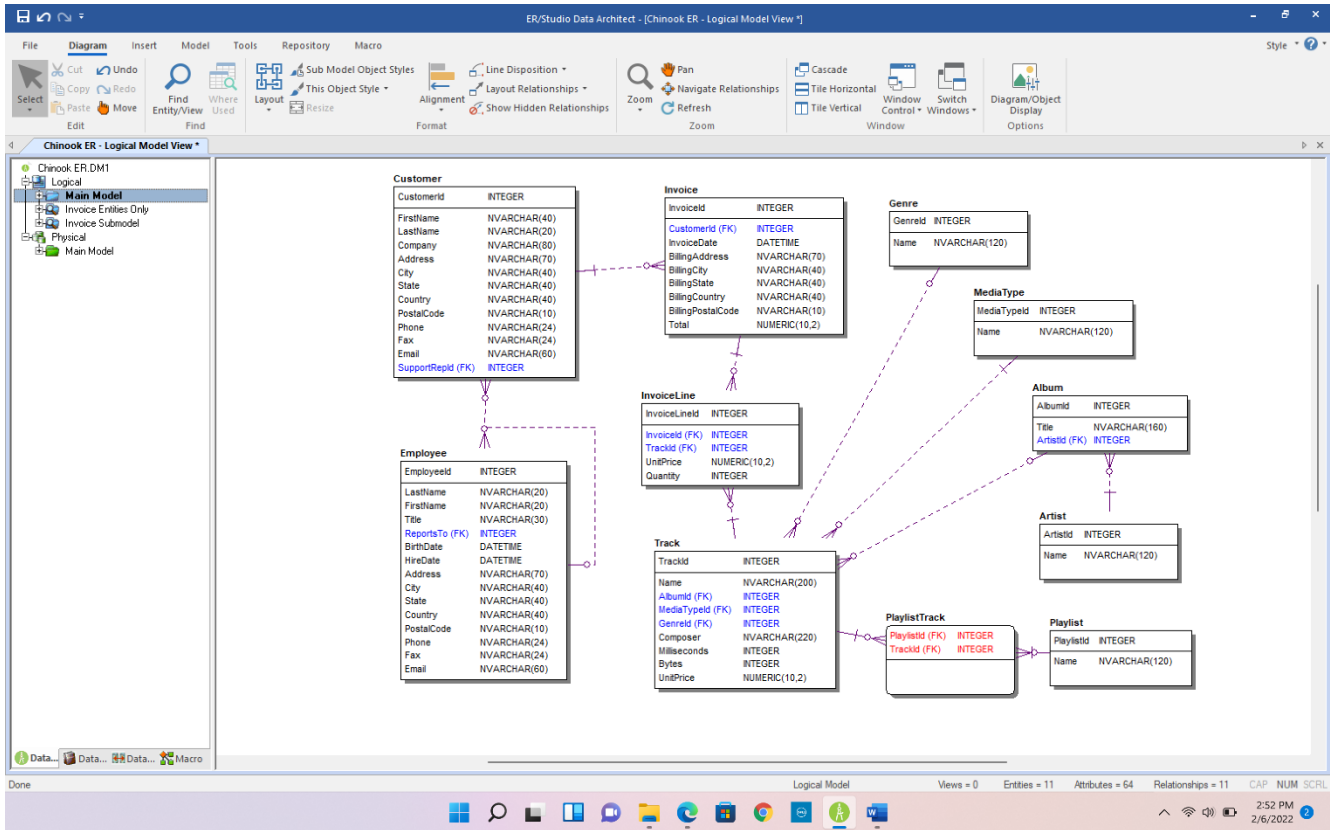 ER/Studio Data Architect - [Chinook ER - Logical Model View *]
File Diagram Insert Model Tools Repository Macro Style
Select
Cut Undo
Copy Redo
Paste Move
Edit
Find Entity/View
Where Used
Find
Layout
Sub Model Object Styles
This Object Style
Resize
Alignment
Line Disposition
Layout Relationships
Show Hidden Relationships
Format
Zoom
Pan
Navigate Relationships
Refresh
Zoom
Cascade
Tile Horizontal
Tile Vertical
Window Control
Switch Windows
Window
Diagram/Object Display
Options
Chinook ER - Logical Model View *
Chinook ER.DM1
Logical
Main Model
Invoice Entities Only
Invoice Submodel
Physical
Main Model
Data... Data... Data... Macro
Customer
CustomerId INTEGER
FirstName NVARCHAR(40)
LastName NVARCHAR(20)
Company NVARCHAR(80)
Address NVARCHAR(70)
City NVARCHAR(40)
State NVARCHAR(40)
Country NVARCHAR(40)
PostalCode NVARCHAR(10)
Phone NVARCHAR(24)
Fax NVARCHAR(24)
Email NVARCHAR(60)
SupportRepId (FK) INTEGER
Employee
EmployeeId INTEGER
LastName NVARCHAR(20)
FirstName NVARCHAR(20)
Title NVARCHAR(30)
ReportsTo (FK) INTEGER
BirthDate DATETIME
HireDate DATETIME
Address NVARCHAR(70)
City NVARCHAR(40)
State NVARCHAR(40)
Country NVARCHAR(40)
PostalCode NVARCHAR(10)
Phone NVARCHAR(24)
Fax NVARCHAR(24)
Email NVARCHAR(60)
Invoice
InvoiceId INTEGER
CustomerId (FK) INTEGER
InvoiceDate DATETIME
BillingAddress NVARCHAR(70)
BillingCity NVARCHAR(40)
BillingState NVARCHAR(40)
BillingCountry NVARCHAR(40)
BillingPostalCode NVARCHAR(10)
Total NUMERIC(10,2)
InvoiceLine
InvoiceLineId INTEGER
InvoiceId (FK) INTEGER
TrackId (FK) INTEGER
UnitPrice NUMERIC(10,2)
Quantity INTEGER
Track
TrackId INTEGER
Name NVARCHAR(200)
AlbumId (FK) INTEGER
MediaTypeId (FK) INTEGER
GenreId (FK) INTEGER
Composer NVARCHAR(220)
Milliseconds INTEGER
Bytes INTEGER
UnitPrice NUMERIC(10,2)
Genre
GenreId INTEGER
Name NVARCHAR(120)
MediaType
MediaTypeId INTEGER
Name NVARCHAR(120)
Album
AlbumId INTEGER
Title NVARCHAR(160)
ArtistId (FK) INTEGER
Artist
ArtistId INTEGER
Name NVARCHAR(120)
PlaylistTrack
PlaylistId (FK) INTEGER
TrackId (FK) INTEGER
Playlist
PlaylistId INTEGER
Name NVARCHAR(120)
Done Logical Model Views = 0 Entities = 11 Attributes = 64 Relationships = 11 CAP NUM SCRL
2:52 PM
2/6/2022 2